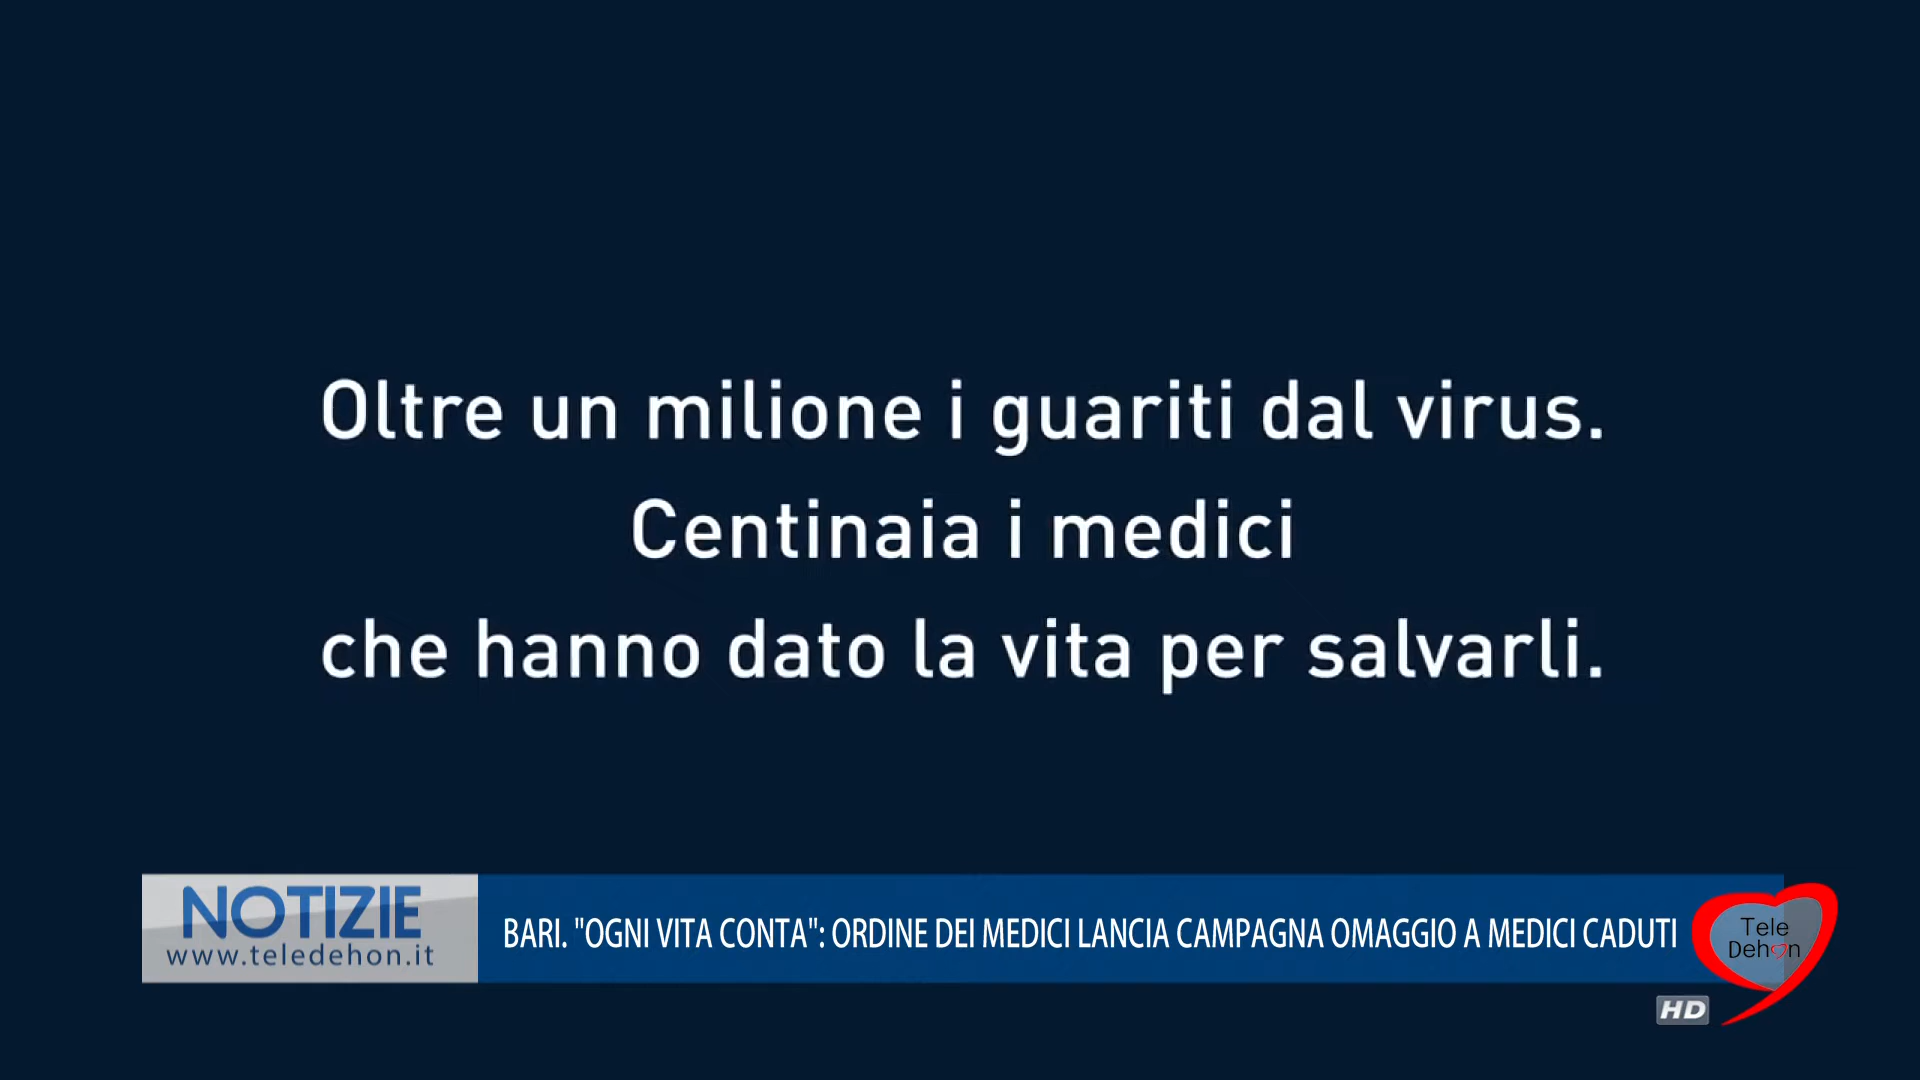 Oltre un milione i guariti dal virus.
Centinaia i medici
che hanno dato la vita per salvarli.
NOTIZIE
www.teledehon.it
BARI. "OGNI VITA CONTA": ORDINE DEI MEDICI LANCIA CAMPAGNA OMAGGIO A MEDICI CADUTI
Tele
Dehon
HD